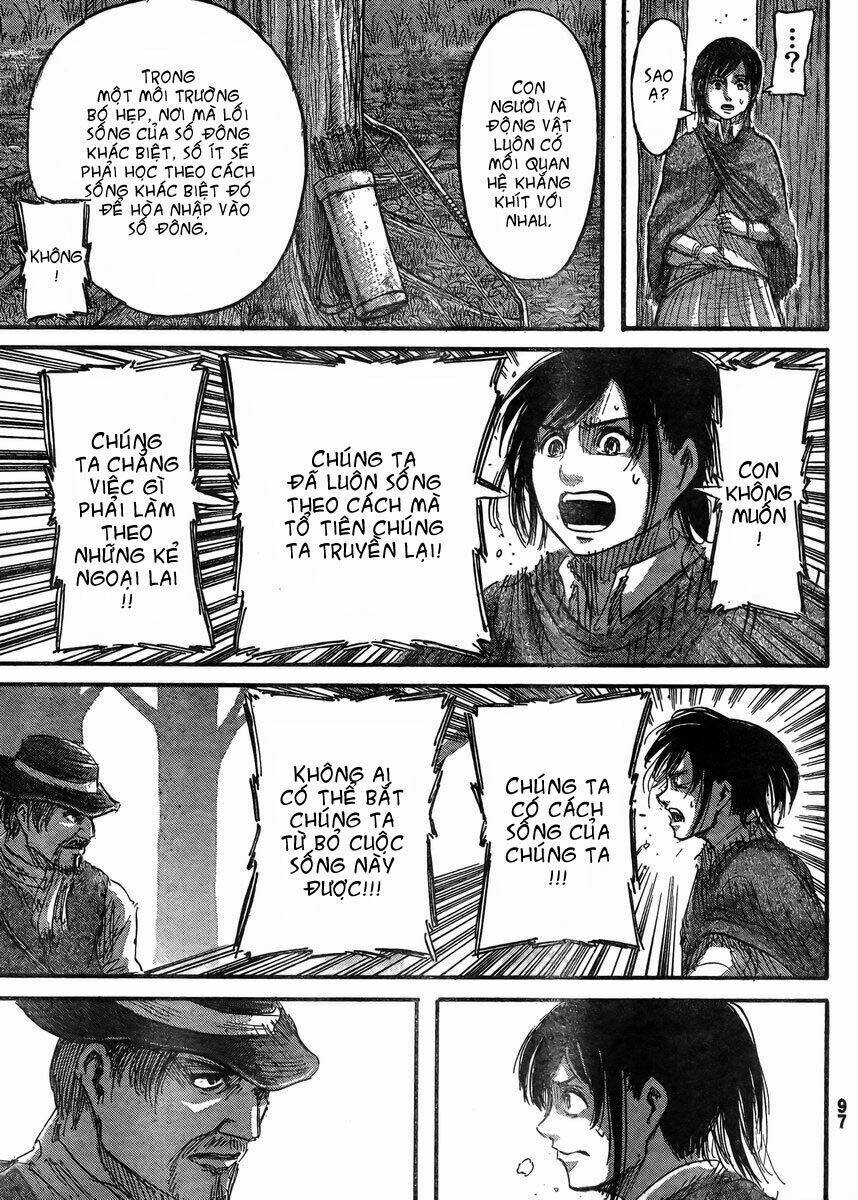 …?
SAO
Ạ?
CON
NGƯỜI VÀ
ĐỘNG VẬT
LUÔN CÓ
MỐI QUAN
HỆ KHĂNG
KHÍT VỚI
NHAU.
TRONG
MỘT MÔI TRƯỜNG
BÓ HẸP, NƠI MÀ LỐI
SỐNG CỦA SỐ ĐÔNG
KHÁC BIỆT, SỐ ÍT SẼ
PHẢI HỌC THEO CÁCH
SỐNG KHÁC BIỆT ĐÓ
ĐỂ HÒA NHẬP VÀO
SỐ ĐÔNG.
KHÔNG
!
CON
KHÔNG
MUỐN
!
CHÚNG TA
ĐÃ LUÔN SỐNG
THEO CÁCH MÀ
TỔ TIÊN CHÚNG
TA TRUYỀN LẠI!!
CHÚNG
TA CHẲNG
VIỆC GÌ
PHẢI LÀM
THEO
NHỮNG KẺ
NGOẠI LAI
!!
CHÚNG TA
CÓ CÁCH
SỐNG CỦA
CHÚNG TA
!!!
KHÔNG AI
CÓ THỂ BẮT
CHÚNG TA
TỪ BỎ CUỘC
SỐNG NÀY
ĐƯỢC!!!
97